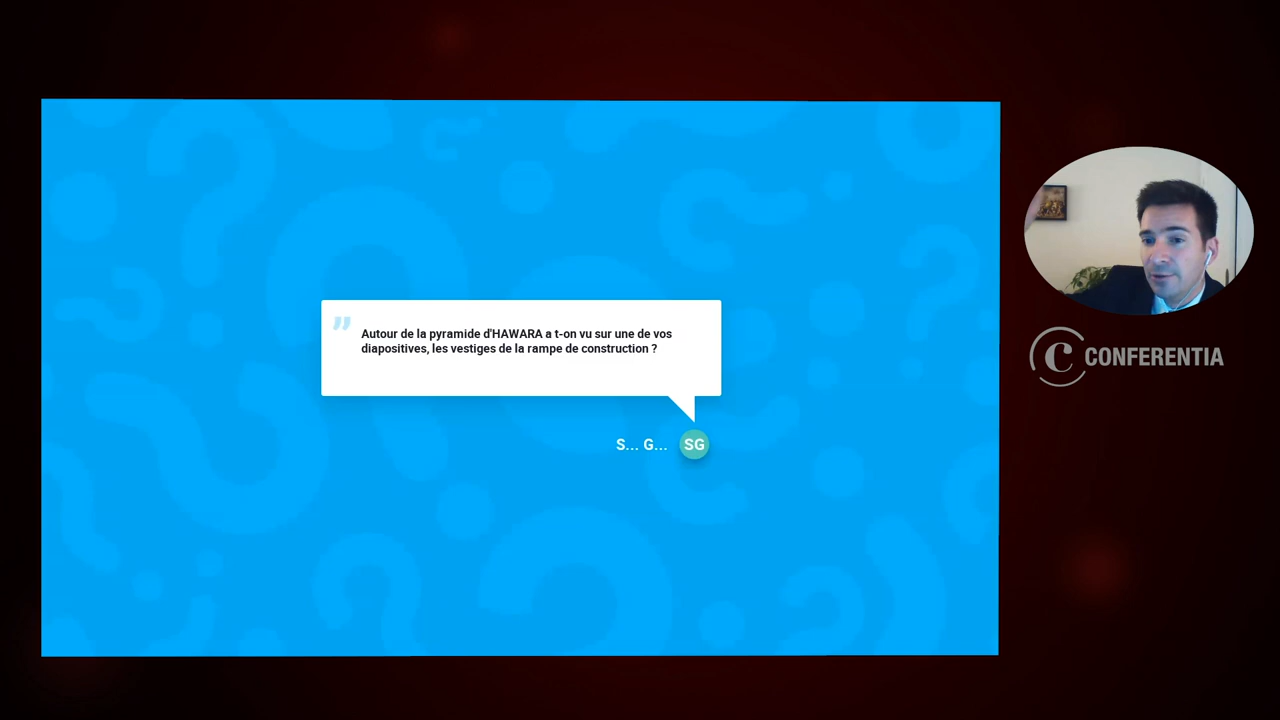 Autour de la pyramide d'HAWARA a t-on vu sur une de vos
diapositives, les vestiges de la rampe de construction ?
S... G... SG
C CONFERENTIA